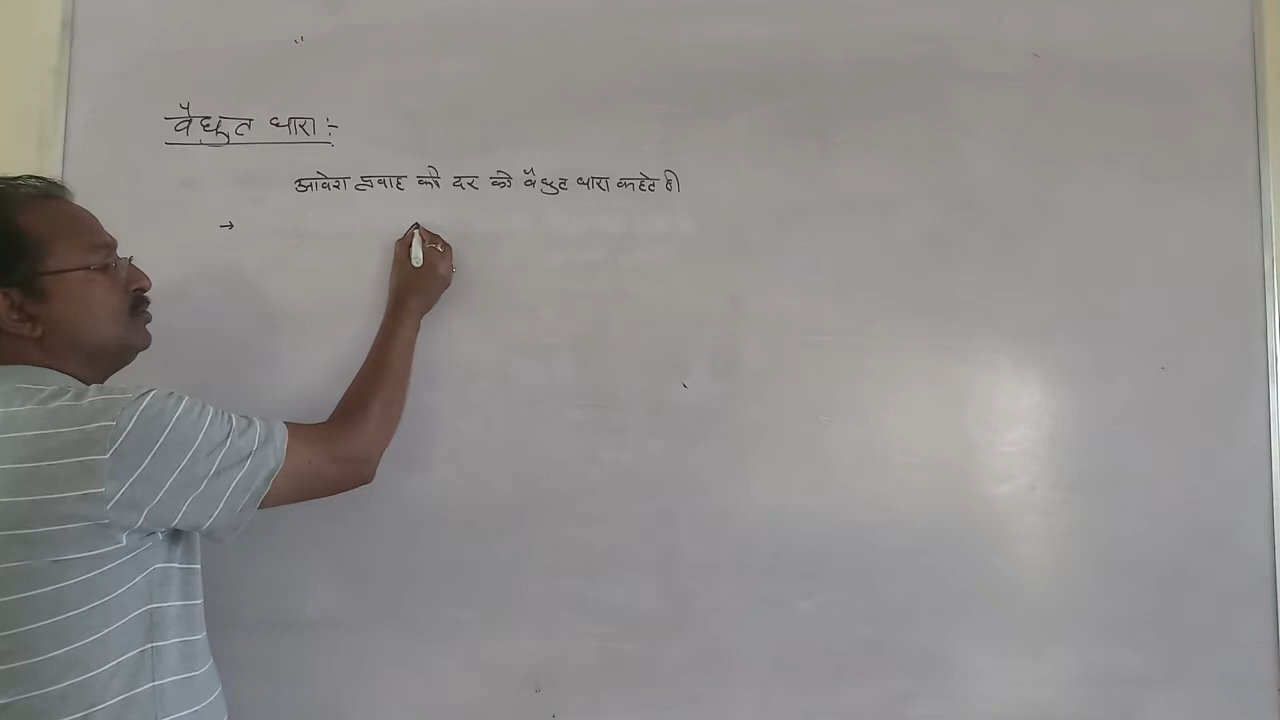 वैद्युत धारा :-
आवेश प्रवाह की दर को वैद्युत धारा कहते है
→